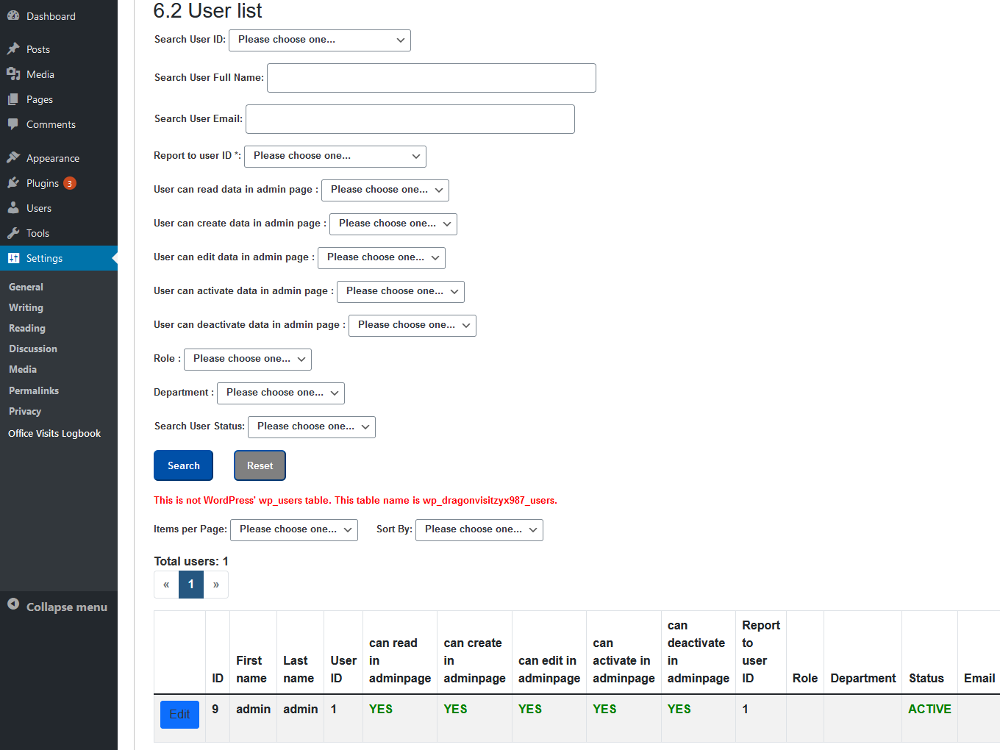 Dashboard
Posts
Media
Pages
Comments
Appearance
Plugins 3
Users
Tools
Settings
General
Writing
Reading
Discussion
Media
Permalinks
Privacy
Office Visits Logbook
Collapse menu
6.2 User list
Search User ID: Please choose one...
Search User Full Name:
Search User Email:
Report to user ID *: Please choose one...
User can read data in admin page : Please choose one...
User can create data in admin page : Please choose one...
User can edit data in admin page : Please choose one...
User can activate data in admin page : Please choose one...
User can deactivate data in admin page : Please choose one...
Role : Please choose one...
Department : Please choose one...
Search User Status: Please choose one...
Search Reset
This is not WordPress' wp_users table. This table name is wp_dragonvisitzyx987_users.
Items per Page: Please choose one... Sort By: Please choose one...
Total users: 1
« 1 »
ID
First name
Last name
User ID
can read in adminpage
can create in adminpage
can edit in adminpage
can activate in adminpage
can deactivate in adminpage
Report to user ID
Role
Department
Status
Email
Edit 9 admin admin 1 YES YES YES YES YES 1 ACTIVE